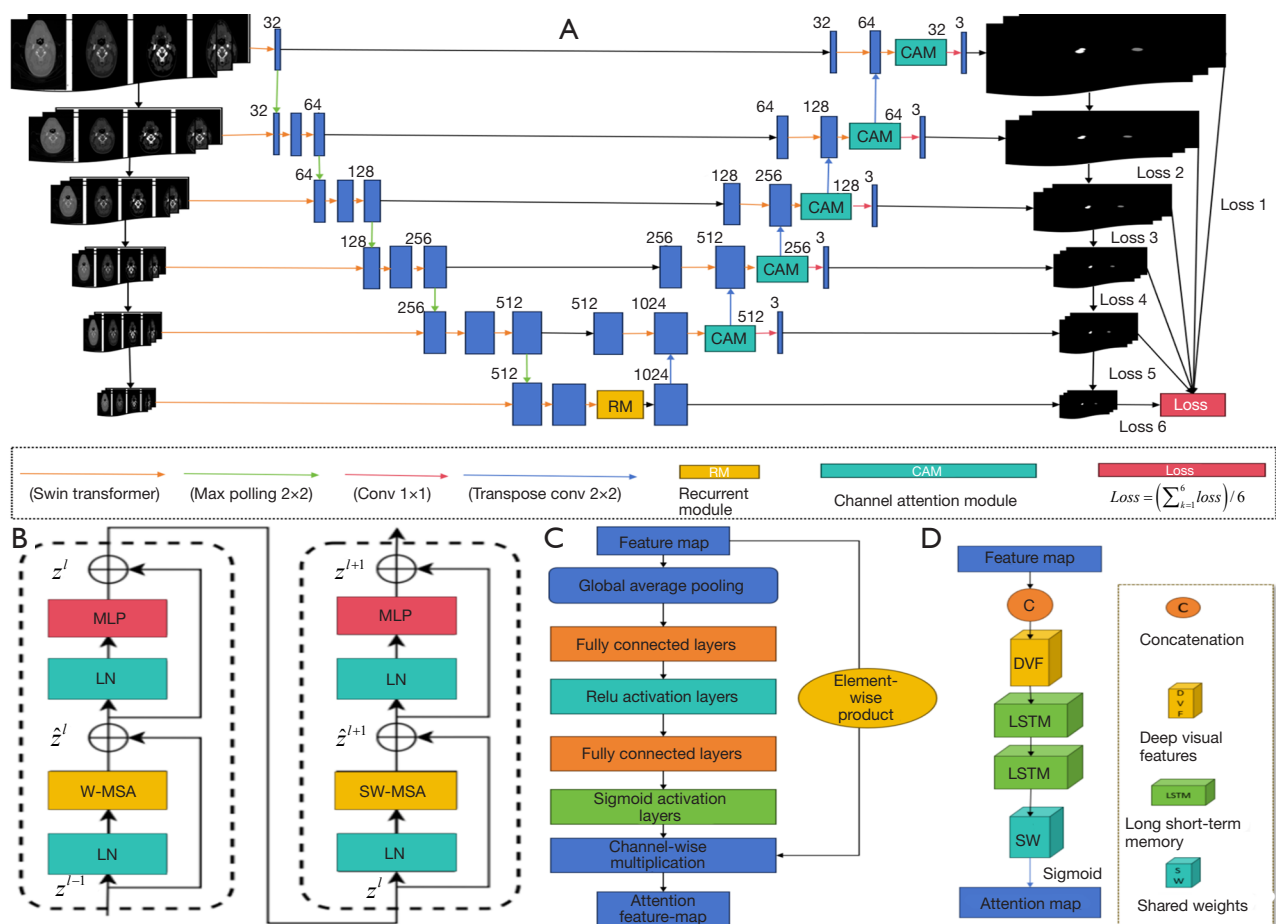 A
32
32
64
32
3
CAM
32
64
64
128
64
3
CAM
Loss 1
Loss 2
64
128
128
256
128
3
CAM
Loss 3
128
256
256
512
256
3
CAM
Loss 4
256
512
512
1024
512
3
CAM
Loss 5
512
1024
RM
Loss
Loss 6
(Swin transformer)
(Max polling 2×2)
(Conv 1×1)
(Transpose conv 2×2)
RM
Recurrent
module
CAM
Channel attention module
Loss
Loss = (∑⁶ₖ₌₁ loss) / 6
B
zˡ
MLP
LN
ẑˡ
W-MSA
LN
zˡ⁻¹
zˡ⁺¹
MLP
LN
ẑˡ⁺¹
SW-MSA
LN
zˡ
C
Feature map
Global average pooling
Fully connected layers
Relu activation layers
Fully connected layers
Sigmoid activation
layers
Channel-wise
multiplication
Attention
feature-map
Element-
wise
product
D
Feature map
C
DVF
LSTM
LSTM
SW
Sigmoid
Attention map
C
Concatenation
D
V
F
Deep visual
features
LSTM
Long short-term
memory
S
W
Shared weights